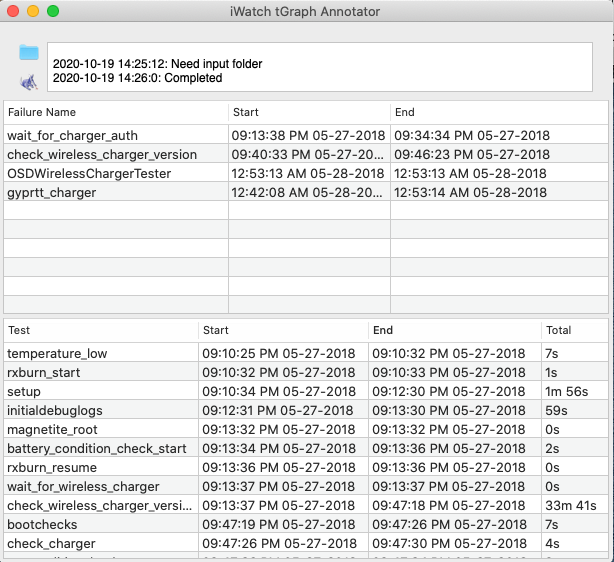 iWatch tGraph Annotator
2020-10-19 14:25:12: Need input folder
2020-10-19 14:26:0: Completed
Failure Name Start End
wait_for_charger_auth 09:13:38 PM 05-27-2018 09:34:34 PM 05-27-2018
check_wireless_charger_version 09:40:33 PM 05-27-20... 09:46:23 PM 05-27-2018
OSDWirelessChargerTester 12:53:13 AM 05-28-2018 12:53:13 AM 05-28-2018
gyprtt_charger 12:42:08 AM 05-28-20... 12:53:14 AM 05-28-2018
Test Start End Total
temperature_low 09:10:25 PM 05-27-2018 09:10:32 PM 05-27-2018 7s
rxburn_start 09:10:32 PM 05-27-2018 09:10:33 PM 05-27-2018 1s
setup 09:10:34 PM 05-27-2018 09:12:30 PM 05-27-2018 1m 56s
initialdebuglogs 09:12:31 PM 05-27-2018 09:13:30 PM 05-27-2018 59s
magnetite_root 09:13:32 PM 05-27-2018 09:13:32 PM 05-27-2018 0s
battery_condition_check_start 09:13:34 PM 05-27-2018 09:13:36 PM 05-27-2018 2s
rxburn_resume 09:13:36 PM 05-27-2018 09:13:36 PM 05-27-2018 0s
wait_for_wireless_charger 09:13:37 PM 05-27-2018 09:13:37 PM 05-27-2018 0s
check_wireless_charger_versi... 09:13:37 PM 05-27-2018 09:47:18 PM 05-27-2018 33m 41s
bootchecks 09:47:19 PM 05-27-2018 09:47:26 PM 05-27-2018 7s
check_charger 09:47:26 PM 05-27-2018 09:47:30 PM 05-27-2018 4s